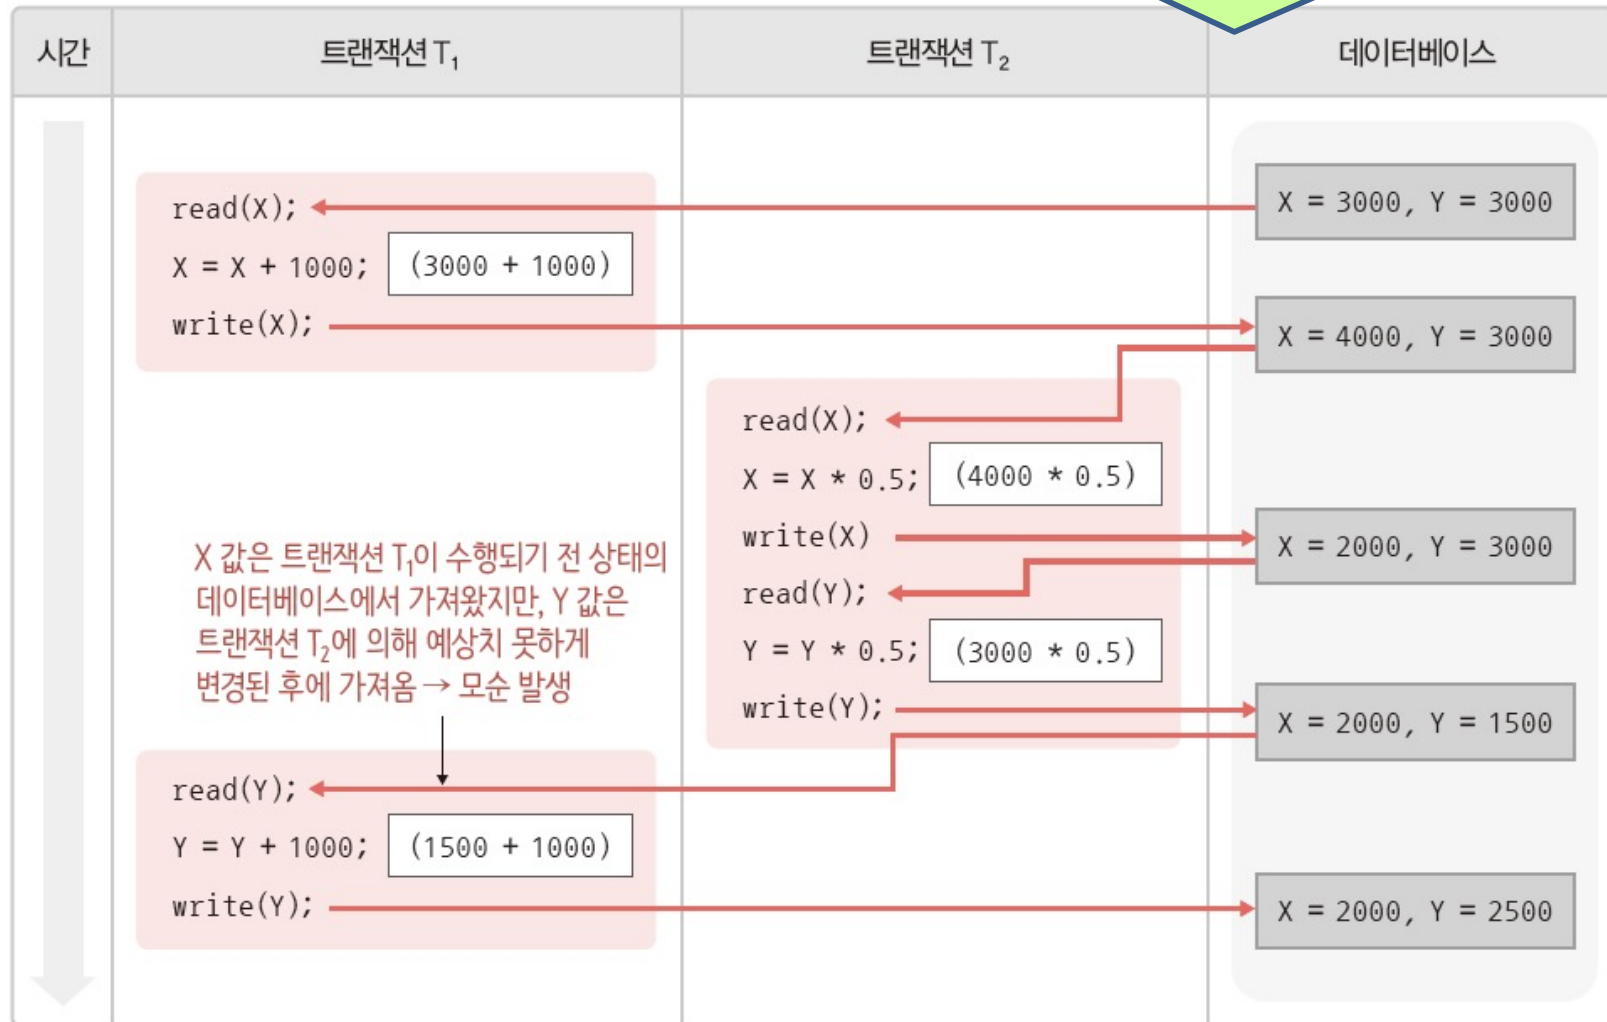 시간
트랜잭션 T₁
트랜잭션 T₂
데이터베이스
X = 3000, Y = 3000
read(X);
X = X + 1000; (3000 + 1000)
write(X);
X = 4000, Y = 3000
read(X);
X = X * 0.5; (4000 * 0.5)
write(X)
X = 2000, Y = 3000
read(Y);
Y = Y * 0.5; (3000 * 0.5)
write(Y);
X = 2000, Y = 1500
X 값은 트랜잭션 T₁이 수행되기 전 상태의
데이터베이스에서 가져왔지만, Y 값은
트랜잭션 T₂에 의해 예상치 못하게
변경된 후에 가져옴 → 모순 발생
read(Y);
Y = Y + 1000; (1500 + 1000)
write(Y);
X = 2000, Y = 2500